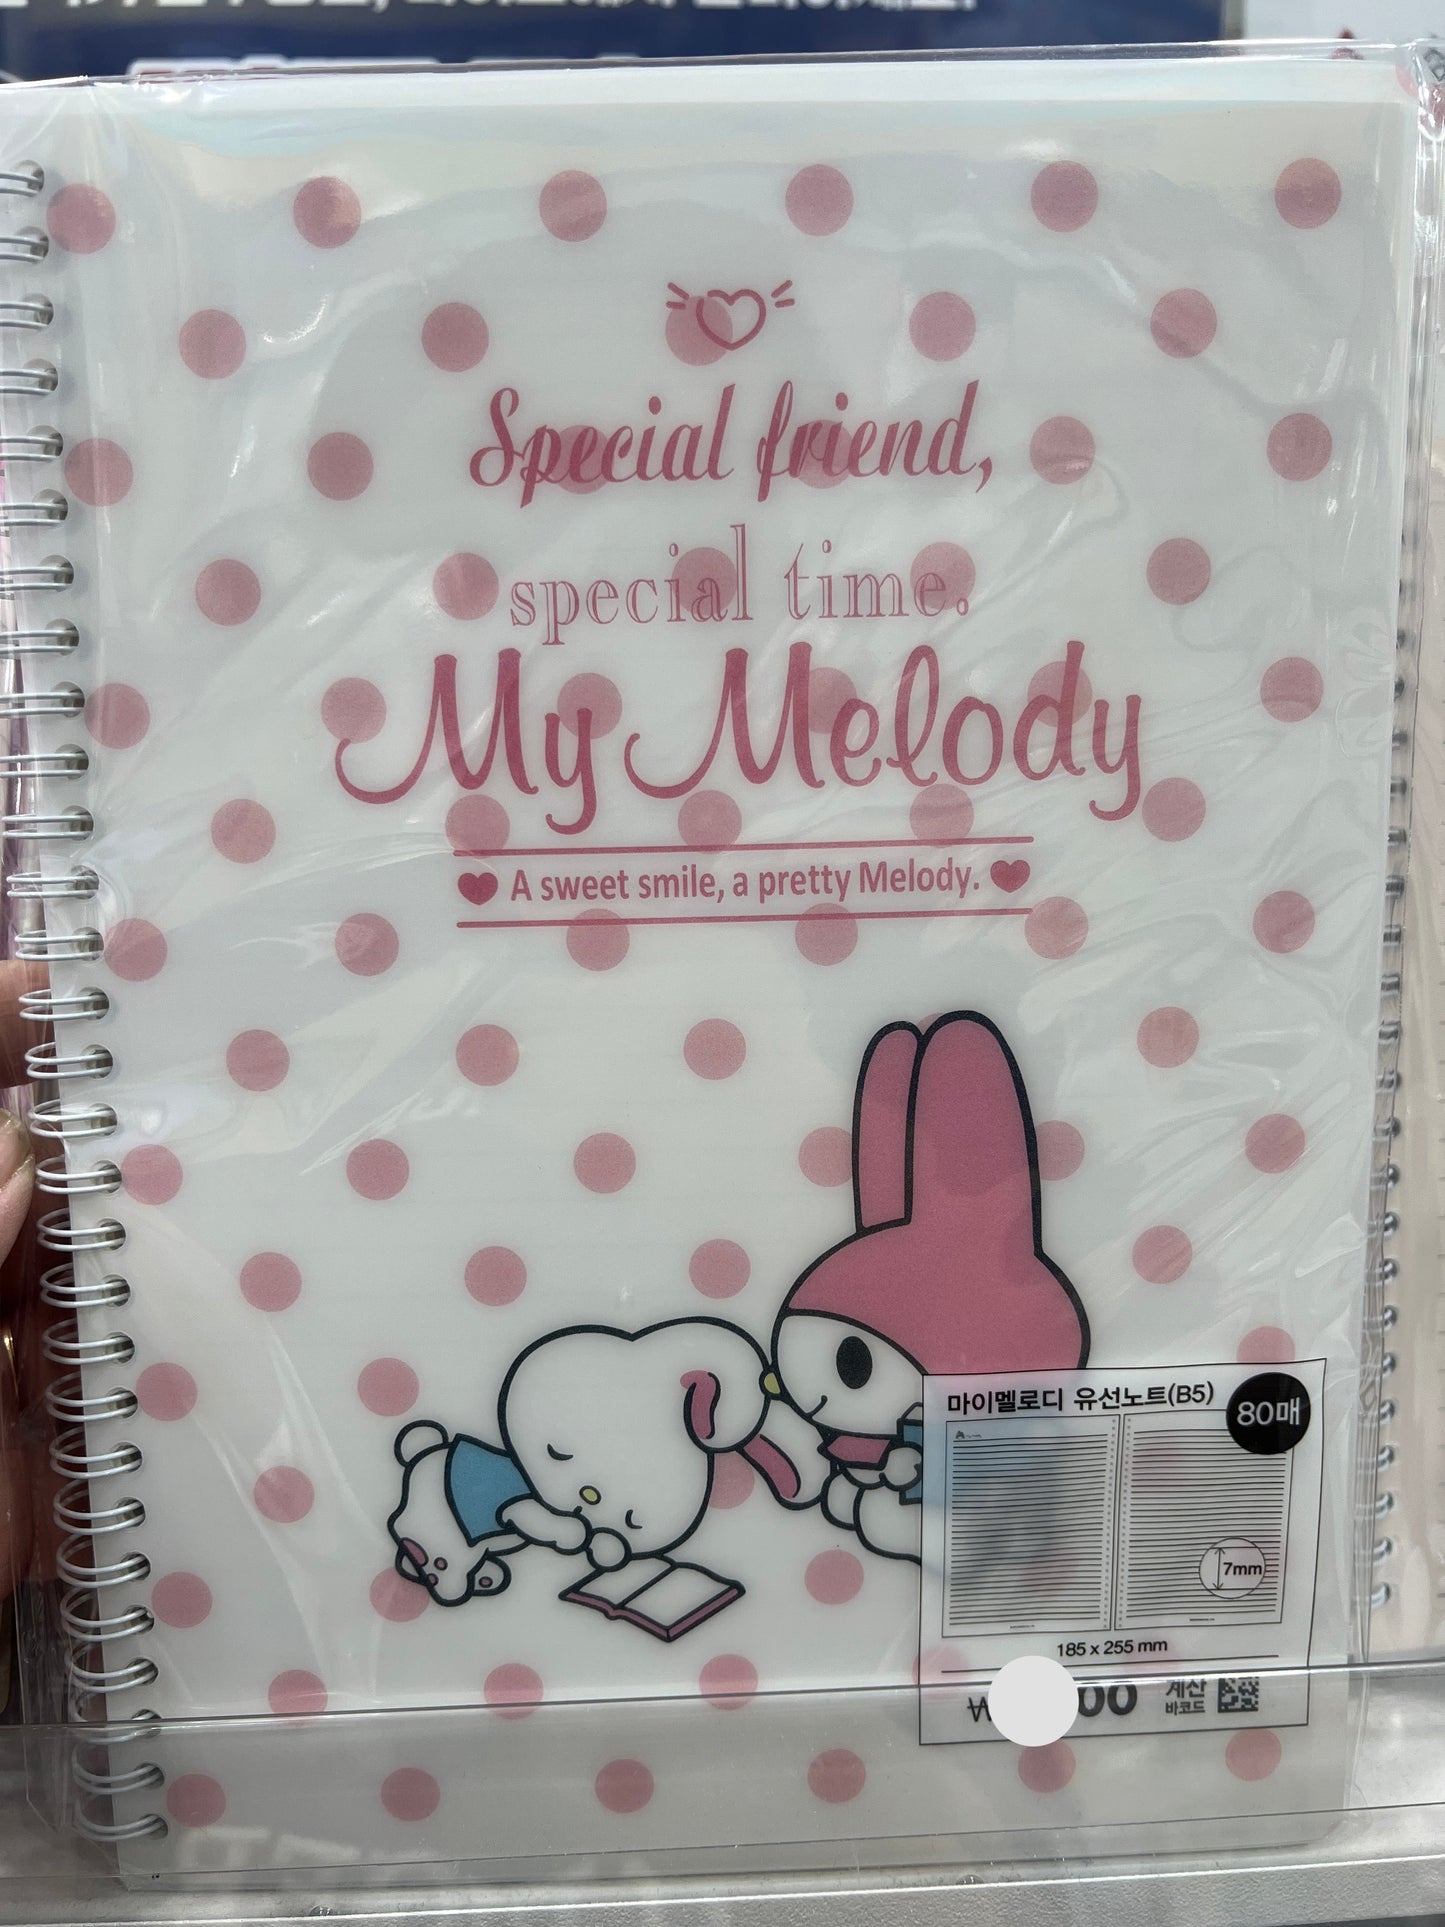 Special friend,
special time.
My Melody
A sweet smile, a pretty Melody.
마이멜로디 유선노트(B5)
80매
7mm
185 x 255 mm
계산
바코드